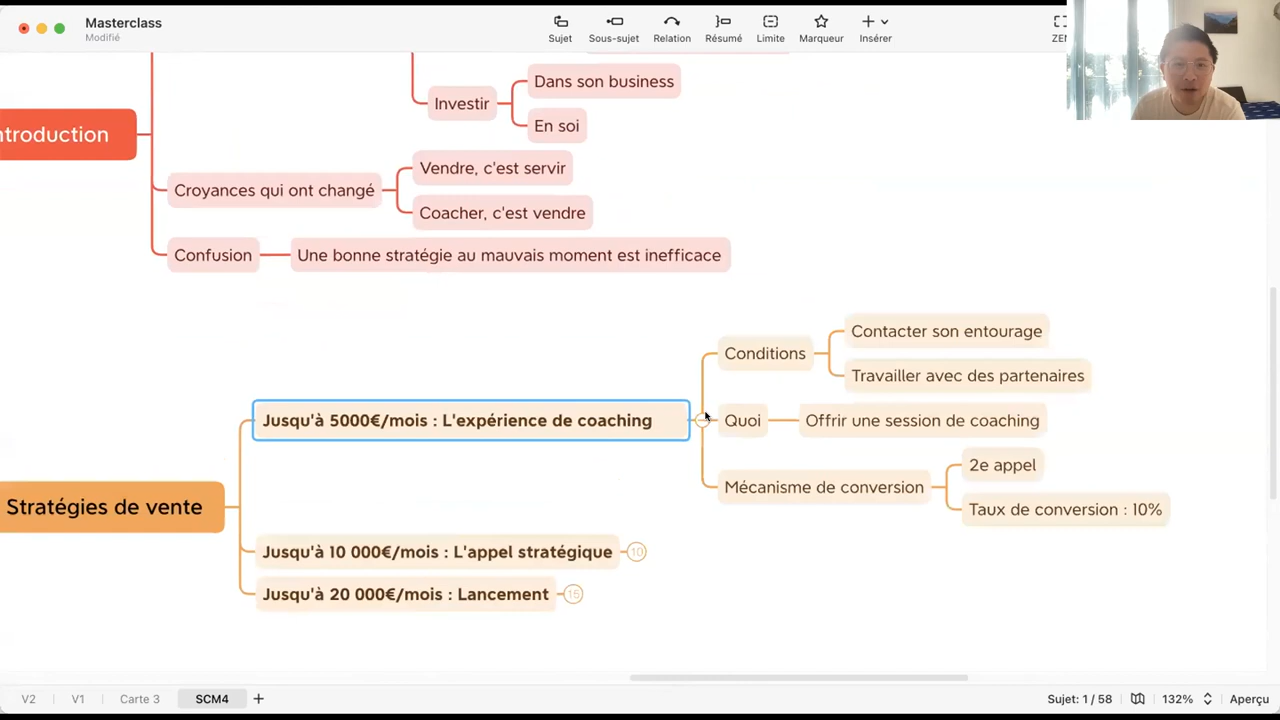 Masterclass
Modifié
Sujet
Sous-sujet
Relation
Résumé
Limite
Marqueur
Insérer
Dans son business
Investir
En soi
ntroduction
Vendre, c'est servir
Croyances qui ont changé
Coacher, c'est vendre
Confusion
Une bonne stratégie au mauvais moment est inefficace
Contacter son entourage
Conditions
Travailler avec des partenaires
Jusqu'à 5000€/mois : L'expérience de coaching
Quoi
Offrir une session de coaching
2e appel
Mécanisme de conversion
Taux de conversion : 10%
Stratégies de vente
Jusqu'à 10 000€/mois : L'appel stratégique
10
Jusqu'à 20 000€/mois : Lancement
15
V2
V1
Carte 3
SCM4
Sujet: 1 / 58
132%
Aperçu